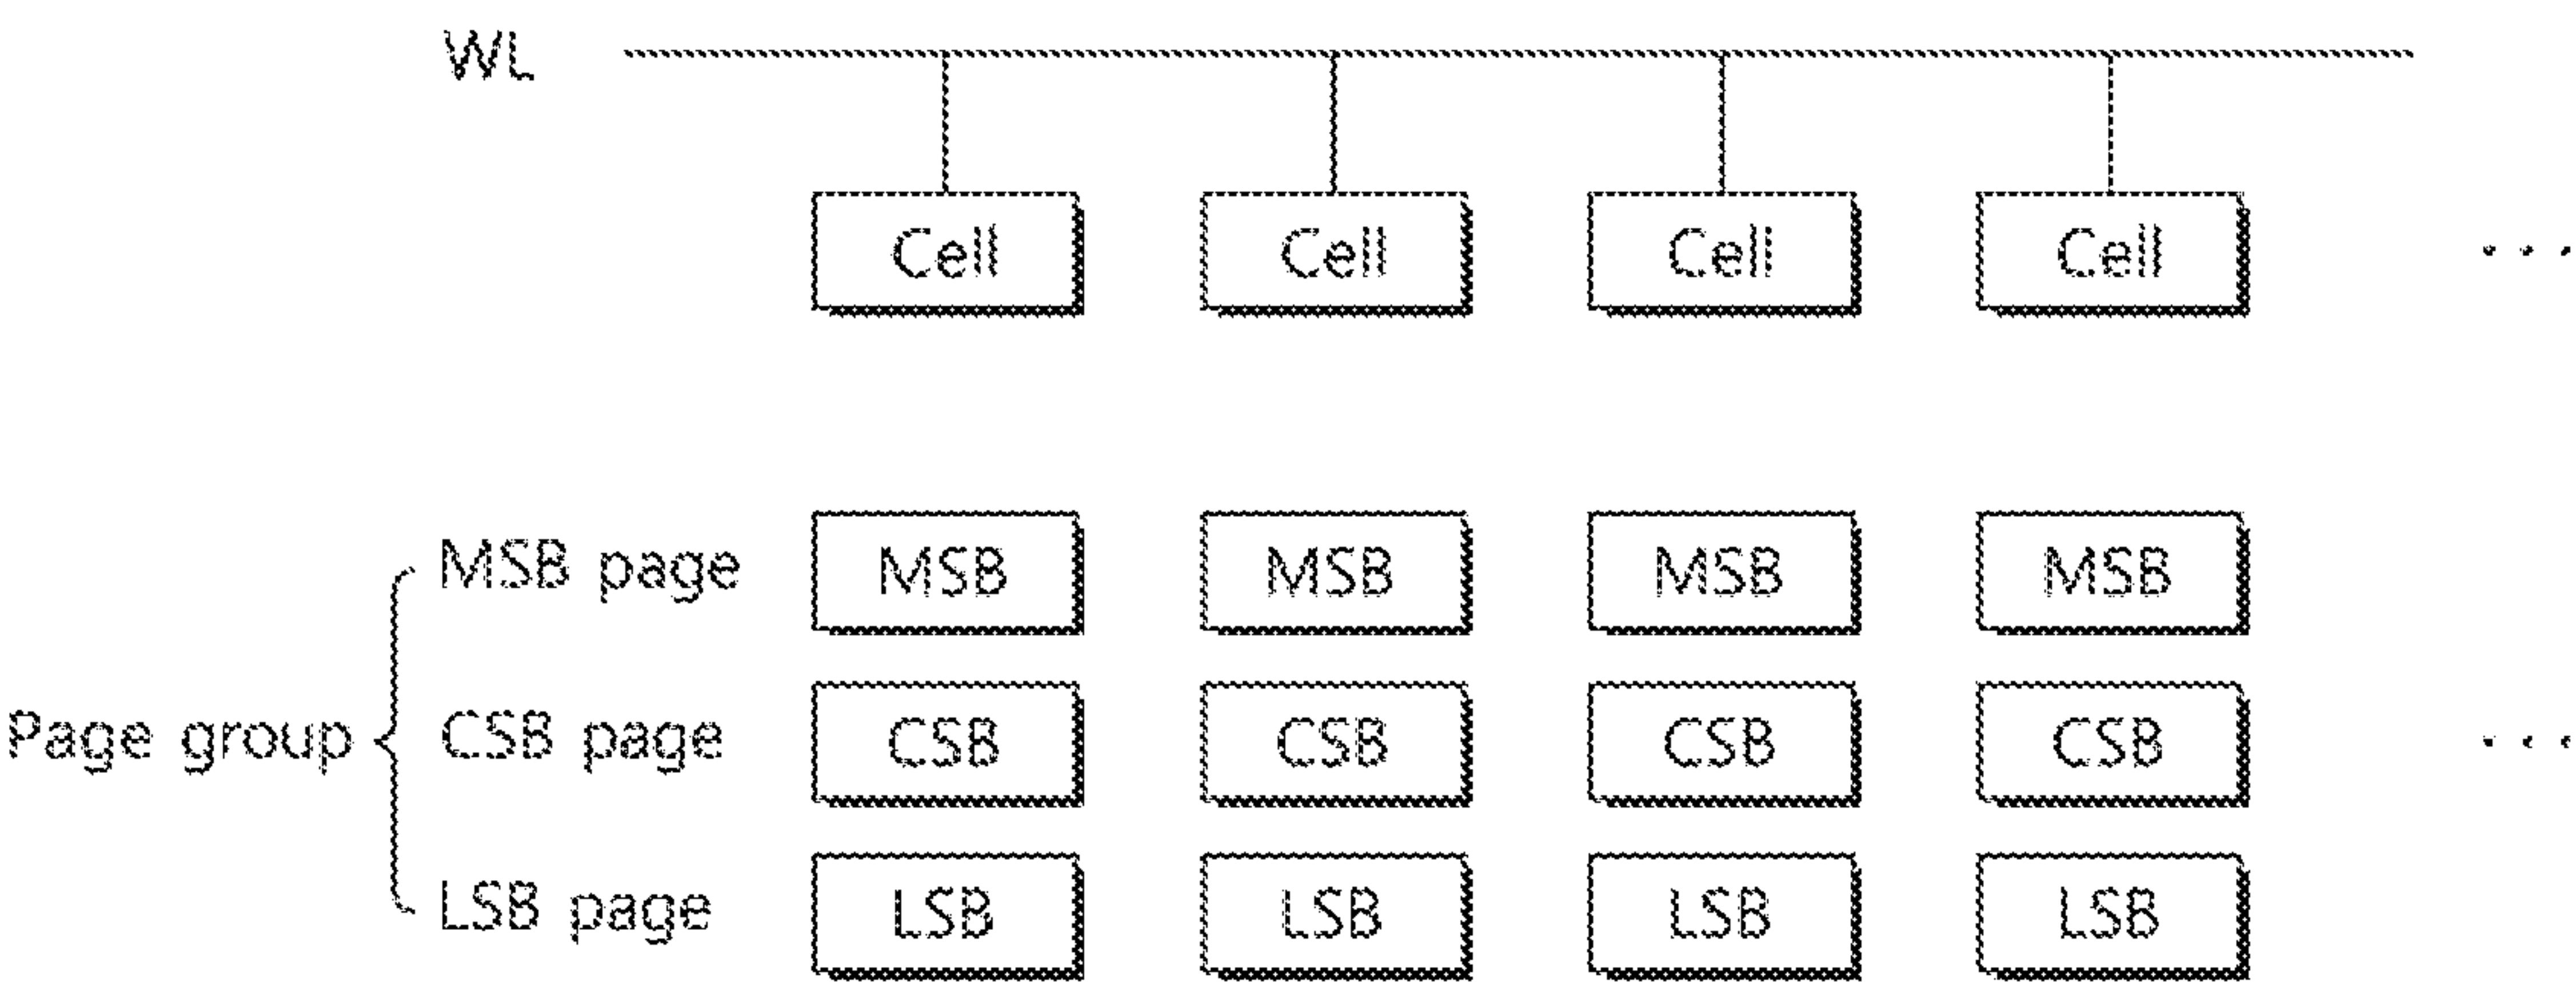 WL
Cell Cell Cell Cell ...
MSB page MSB MSB MSB MSB
Page group CSB page CSB CSB CSB CSB ...
LSB page LSB LSB LSB LSB